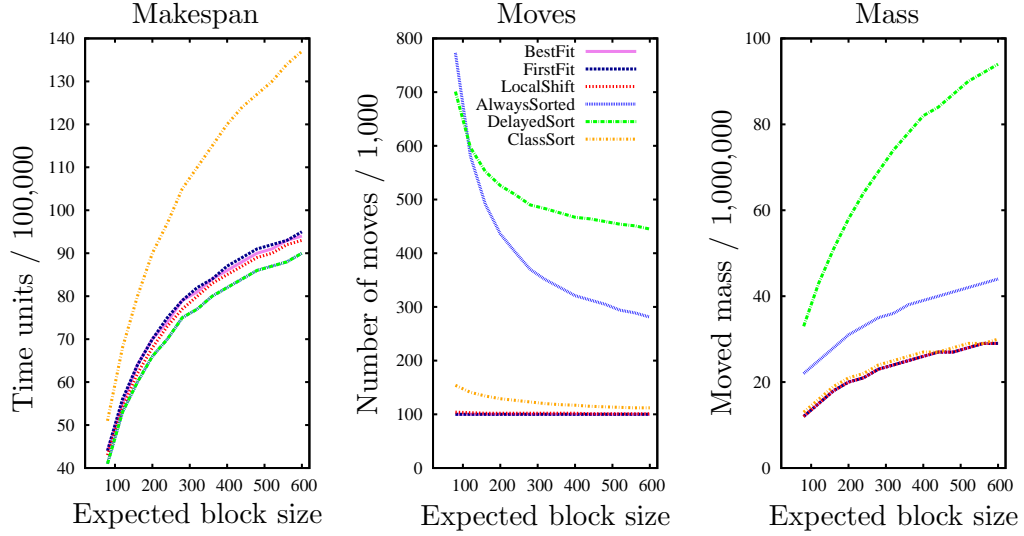 Makespan
Time units / 100,000
140
130
120
110
100
90
80
70
60
50
40
100 200 300 400 500 600
Expected block size
Moves
Number of moves / 1,000
800
700
600
500
400
300
200
100
0
BestFit
FirstFit
LocalShift
AlwaysSorted
DelayedSort
ClassSort
100 200 300 400 500 600
Expected block size
Mass
Moved mass / 1,000,000
100
80
60
40
20
0
100 200 300 400 500 600
Expected block size